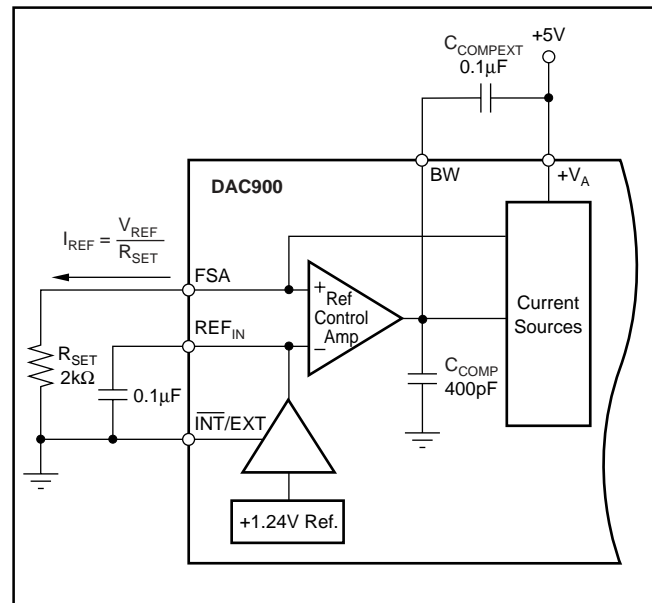 +5V
C_COMPEXT
0.1µF
BW
+V_A
DAC900
I_REF = V_REF / R_SET
FSA
+
Ref
Control
Amp
–
Current
Sources
REF_IN
R_SET
2kΩ
0.1µF
C_COMP
400pF
I̅N̅T̅/EXT
+1.24V Ref.